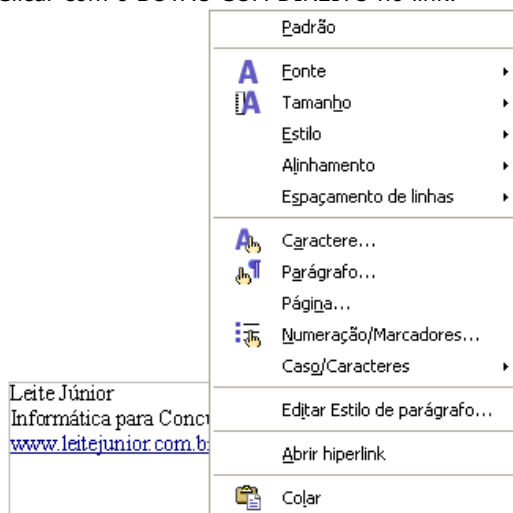 Clicar com o BOTÃO COM DIREITO no link.
Padrão
Fonte
Tamanho
Estilo
Alinhamento
Espaçamento de linhas
Caractere...
Parágrafo...
Página...
Numeração/Marcadores...
Caso/Caracteres
Leite Júnior
Informática para Concu
Editar Estilo de parágrafo...
www.leitejunior.com.b
Abrir hiperlink
Colar